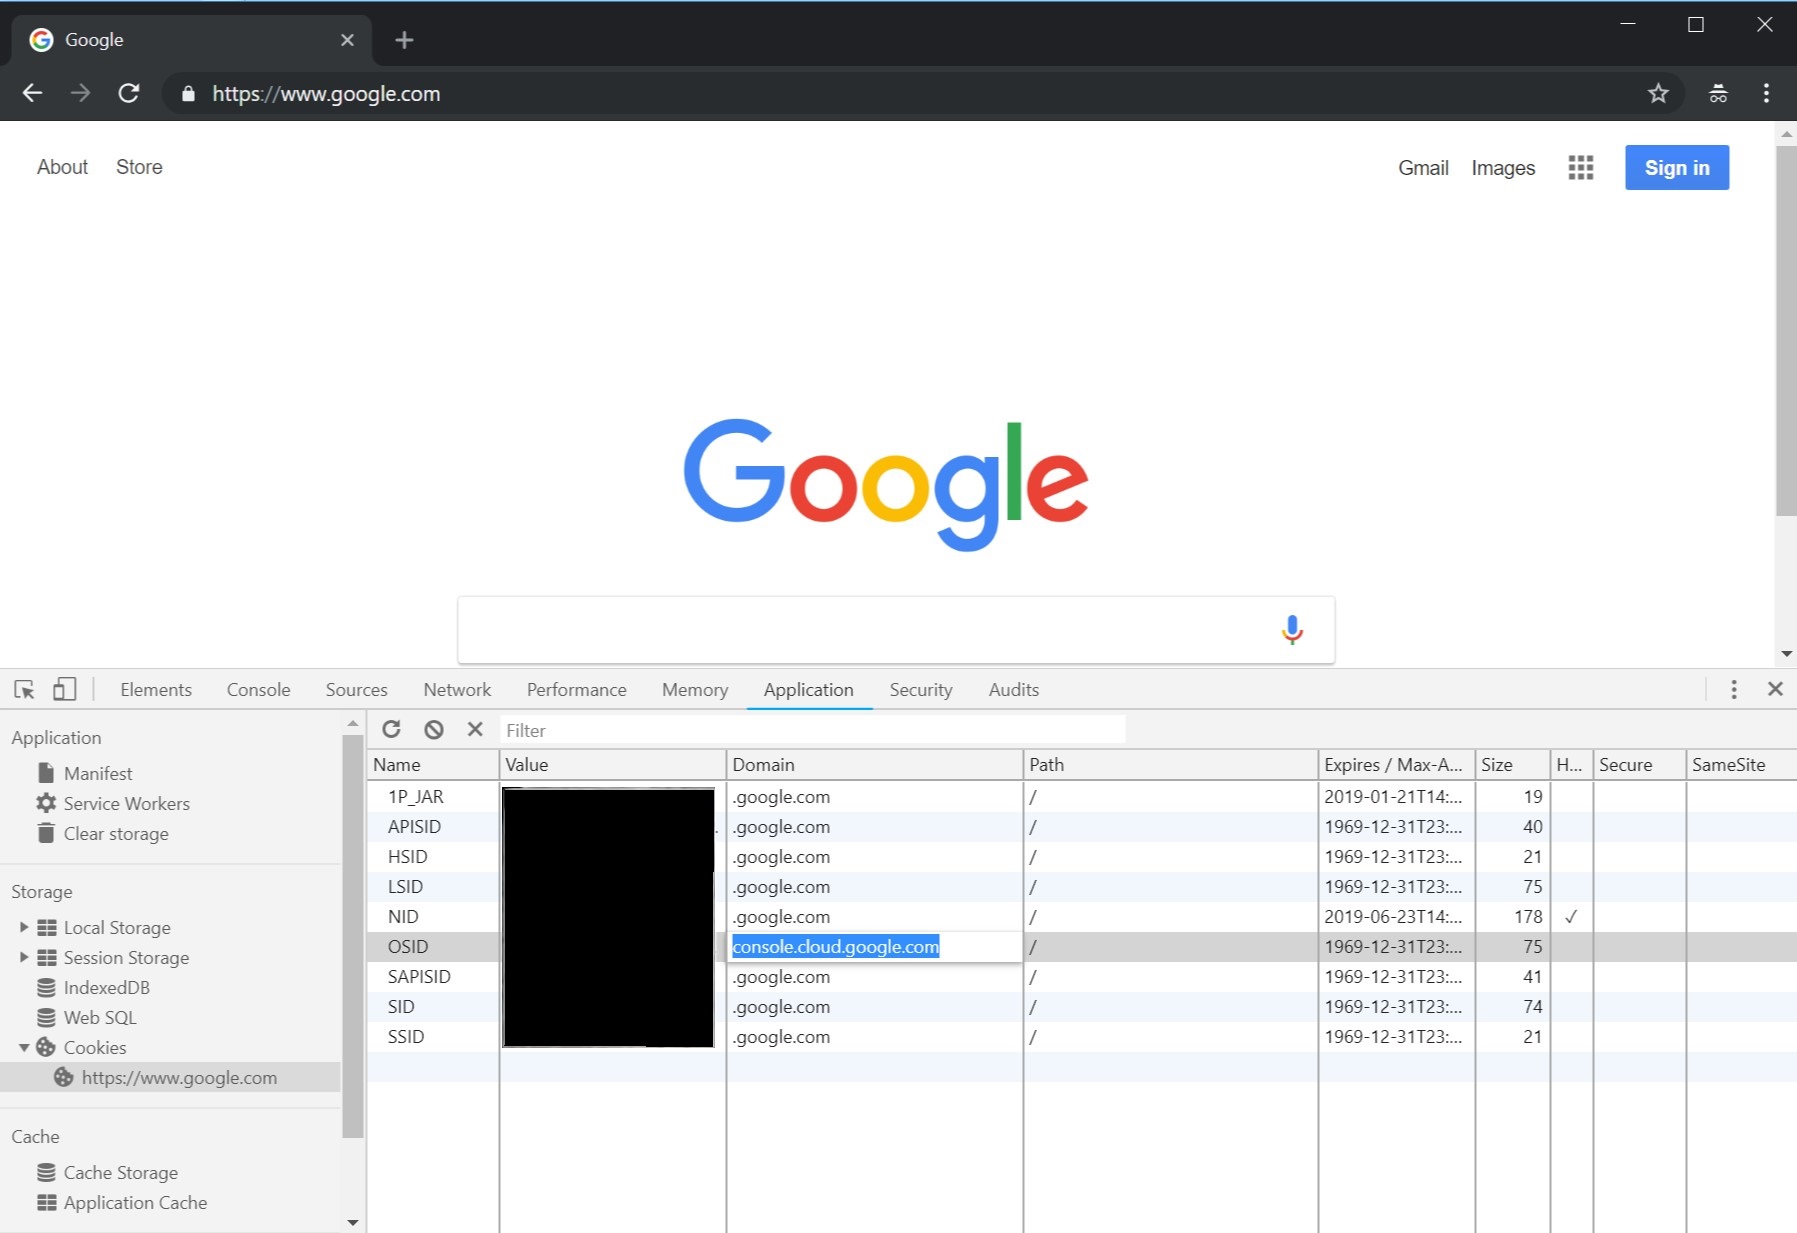 Google
https://www.google.com
About Store Gmail Images Sign in
Google
Elements Console Sources Network Performance Memory Application Security Audits
Application
Manifest
Service Workers
Clear storage
Storage
Local Storage
Session Storage
IndexedDB
Web SQL
Cookies
https://www.google.com
Cache
Cache Storage
Application Cache
Filter
Name Value Domain Path Expires / Max-A... Size H... Secure SameSite
1P_JAR .google.com / 2019-01-21T14:... 19
APISID . .google.com / 1969-12-31T23:... 40
HSID .google.com / 1969-12-31T23:... 21
LSID .google.com / 1969-12-31T23:... 75
NID .google.com / 2019-06-23T14:... 178 ✓
OSID console.cloud.google.com / 1969-12-31T23:... 75
SAPISID .google.com / 1969-12-31T23:... 41
SID .google.com / 1969-12-31T23:... 74
SSID .google.com / 1969-12-31T23:... 21